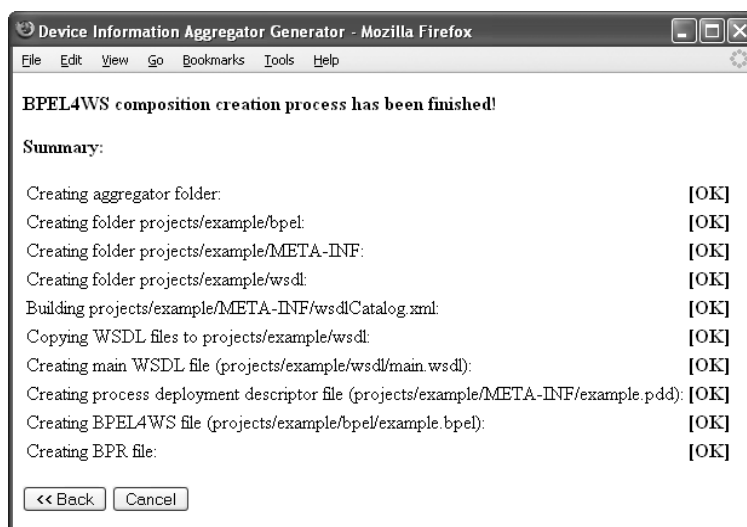 Device Information Aggregator Generator - Mozilla Firefox
File Edit View Go Bookmarks Tools Help
BPEL4WS composition creation process has been finished!
Summary:
Creating aggregator folder: [OK]
Creating folder projects/example/bpel: [OK]
Creating folder projects/example/META-INF: [OK]
Creating folder projects/example/wsdl: [OK]
Building projects/example/META-INF/wsdlCatalog.xml: [OK]
Copying WSDL files to projects/example/wsdl: [OK]
Creating main WSDL file (projects/example/wsdl/main.wsdl): [OK]
Creating process deployment descriptor file (projects/example/META-INF/example.pdd): [OK]
Creating BPEL4WS file (projects/example/bpel/example.bpel): [OK]
Creating BPR file: [OK]
<< Back Cancel